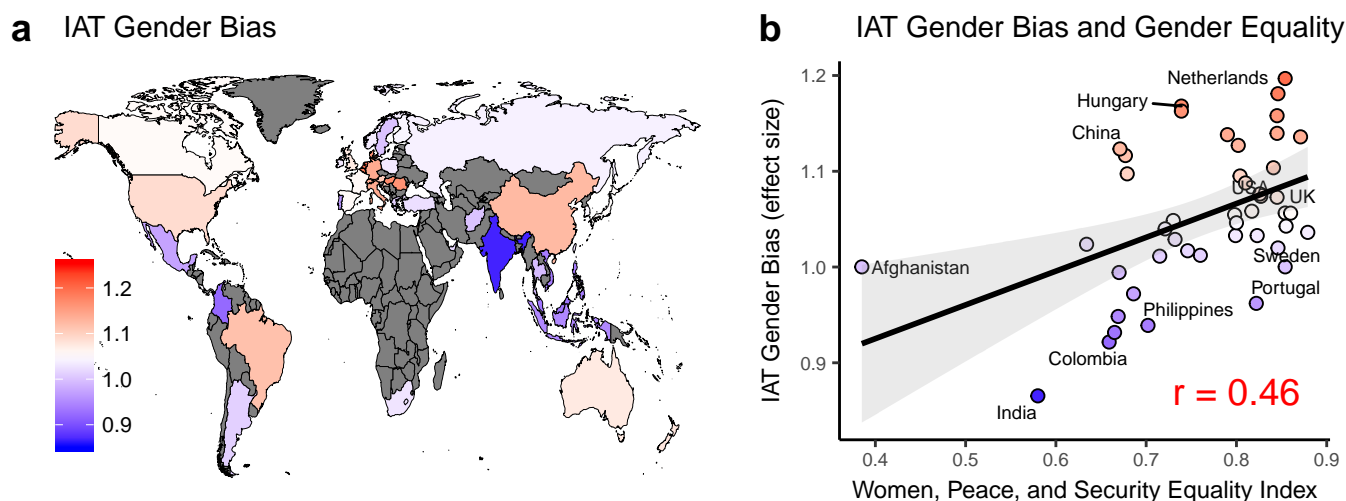 a IAT Gender Bias
1.2
1.1
1.0
0.9
b IAT Gender Bias and Gender Equality
IAT Gender Bias (effect size)
1.2
1.1
1.0
0.9
Netherlands
Hungary
China
USA
UK
Afghanistan
Sweden
Portugal
Philippines
Colombia
India
r = 0.46
0.4 0.5 0.6 0.7 0.8 0.9
Women, Peace, and Security Equality Index